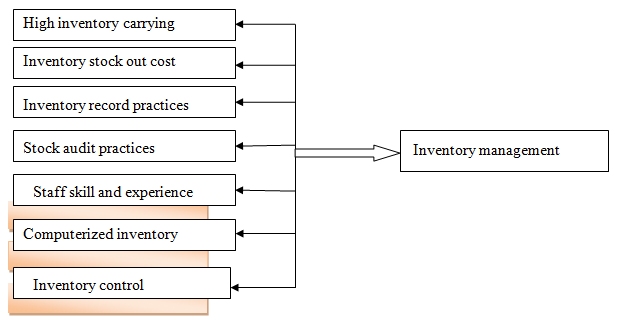 High inventory carrying
Inventory stock out cost
Inventory record practices
Stock audit practices
Inventory management
Staff skill and experience
Computerized inventory
Inventory control